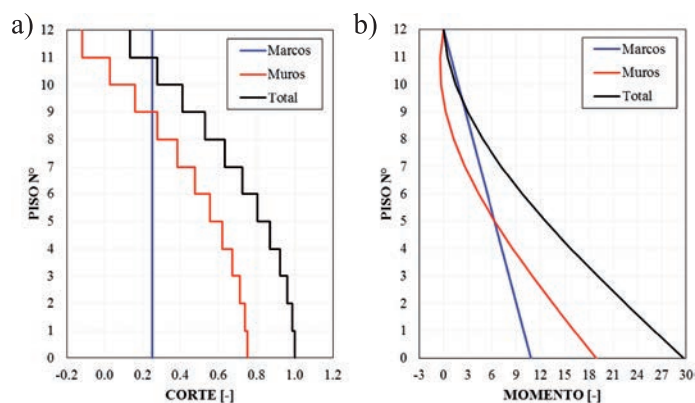 a)
12
11
10
9
8
7
6
5
4
3
2
1
0
PISO N°
Marcos
Muros
Total
-0.2 0.0 0.2 0.4 0.6 0.8 1.0 1.2
CORTE [-]
b)
12
11
10
9
8
7
6
5
4
3
2
1
0
PISO N°
Marcos
Muros
Total
-3 0 3 6 9 12 15 18 21 24 27 30
MOMENTO [-]